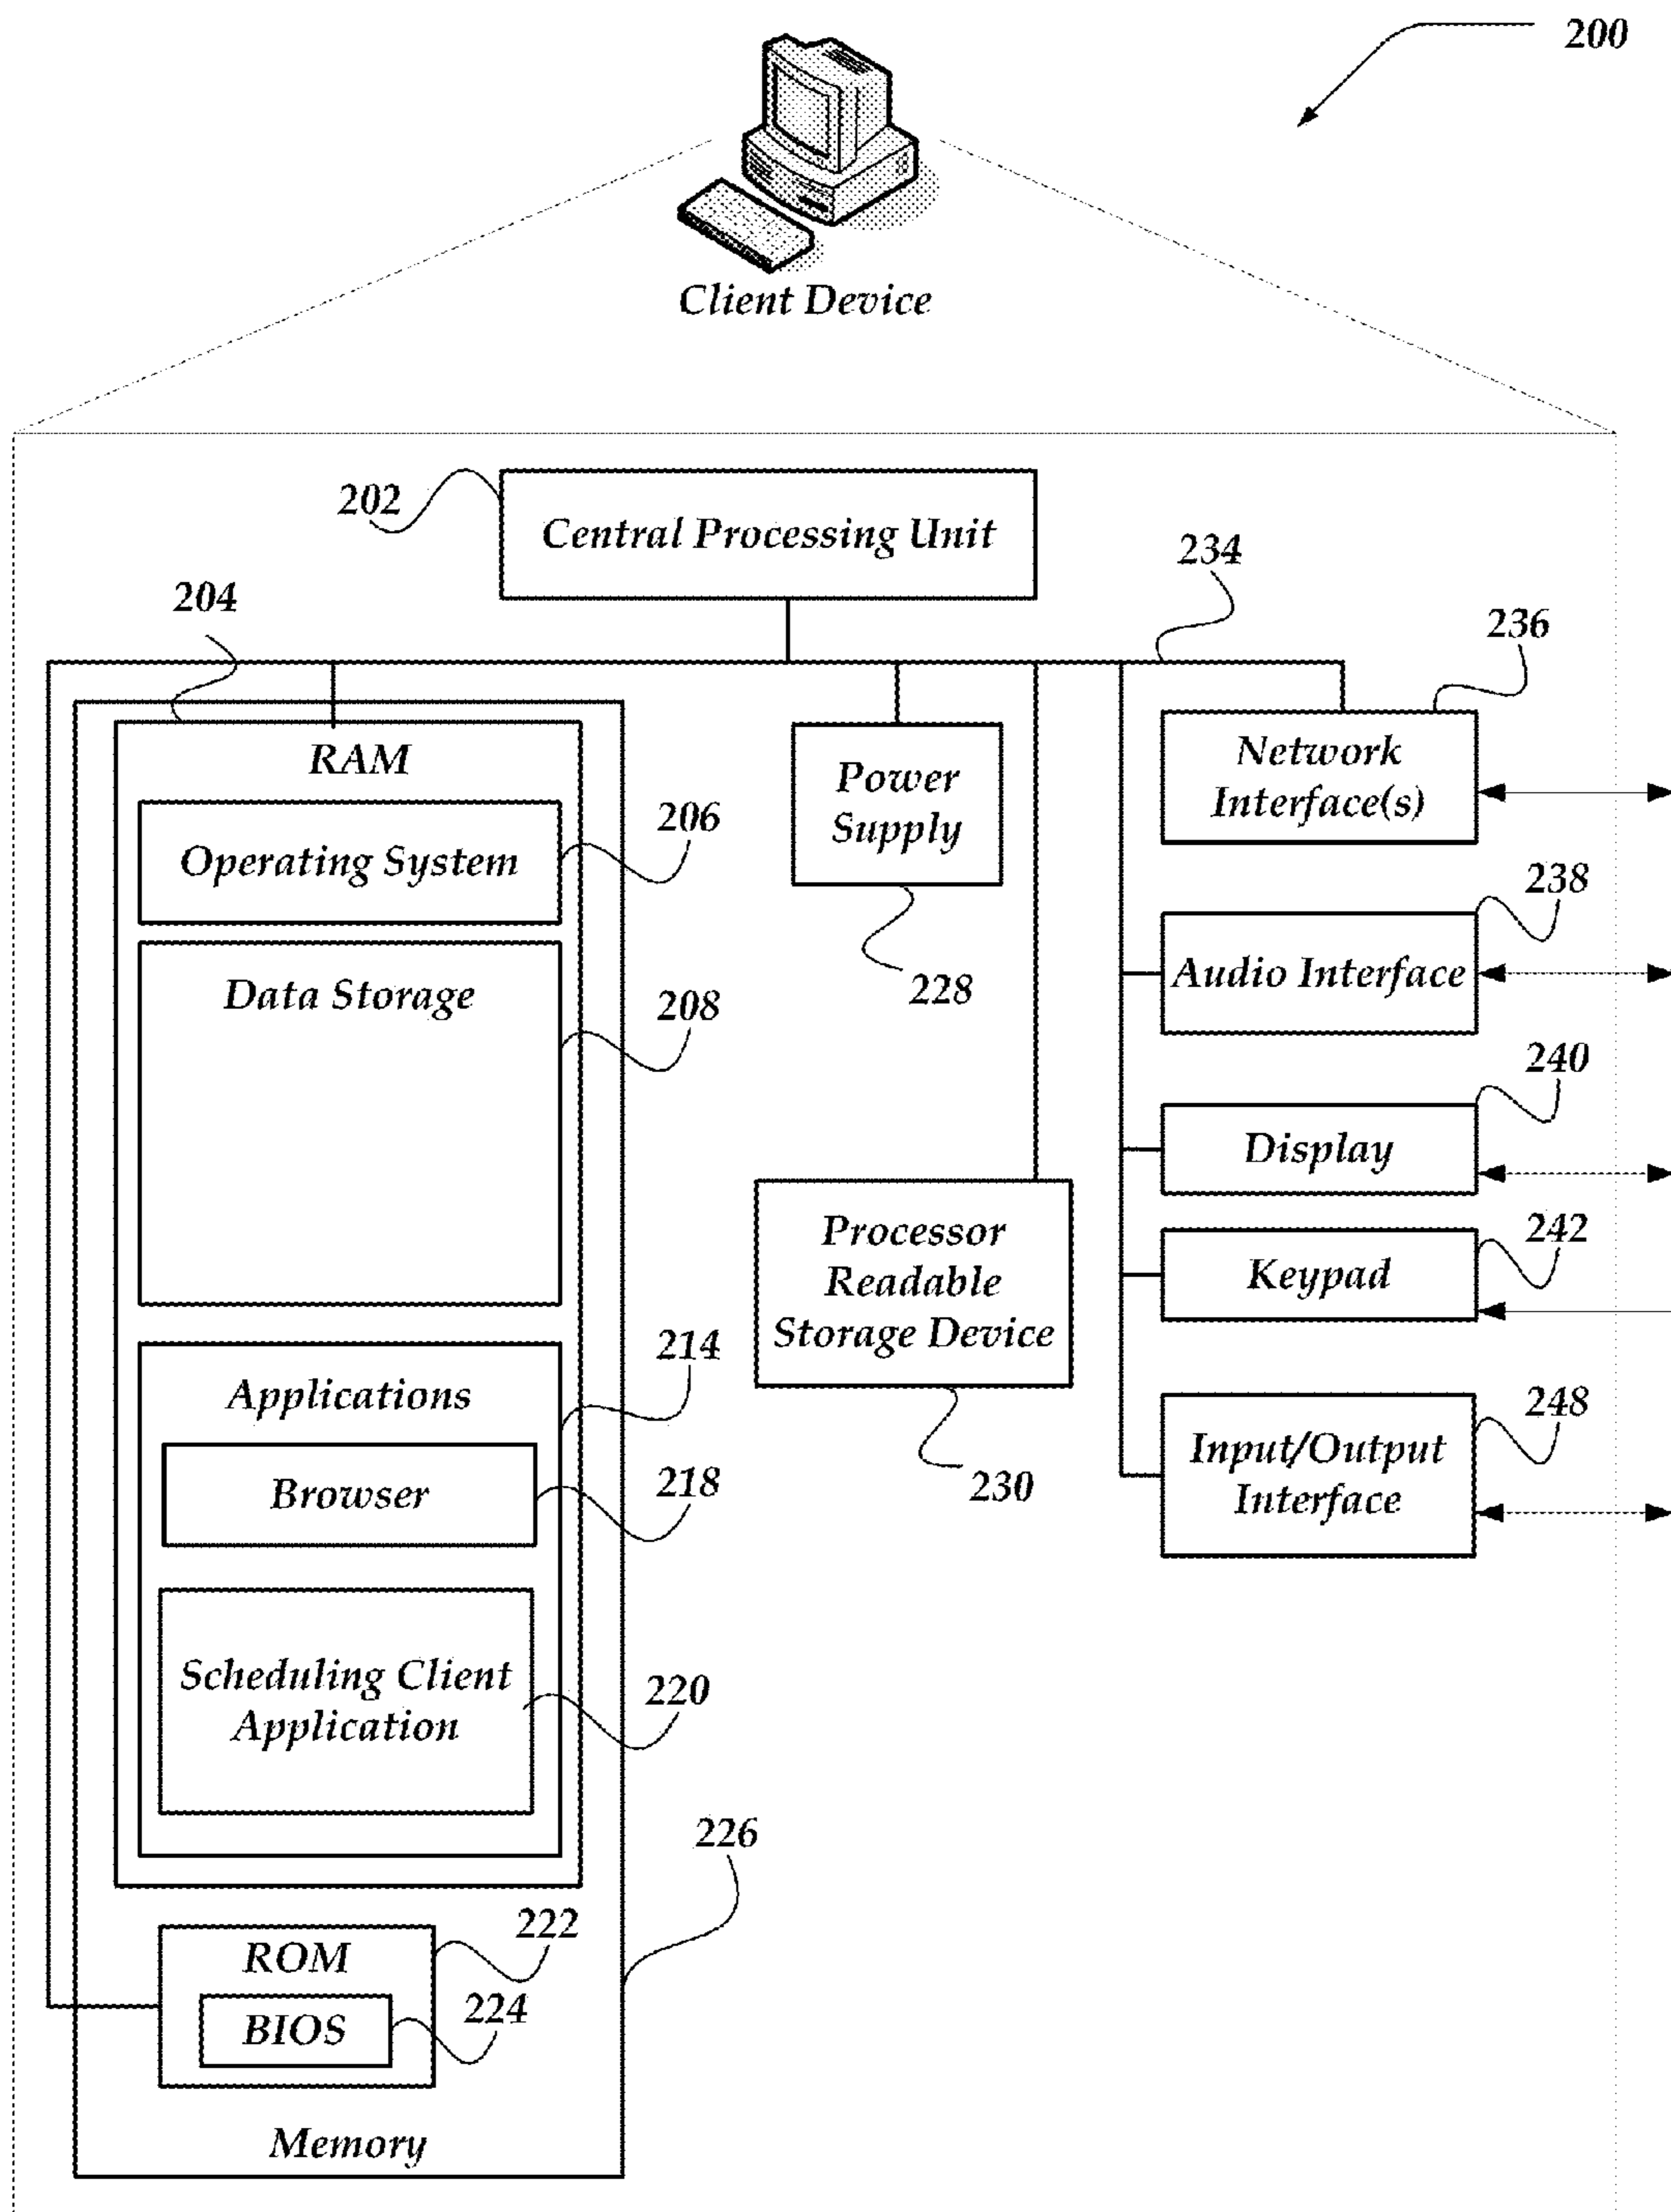 200
Client Device
202
Central Processing Unit
234
204
236
RAM
Power
Supply
Network
Interface(s)
Operating System
206
238
228
Audio Interface
Data Storage
208
240
Display
Processor
Readable
Storage Device
242
Keypad
214
Applications
230
248
Input/Output
Interface
Browser
218
Scheduling Client
Application
220
226
222
ROM
224
BIOS
Memory